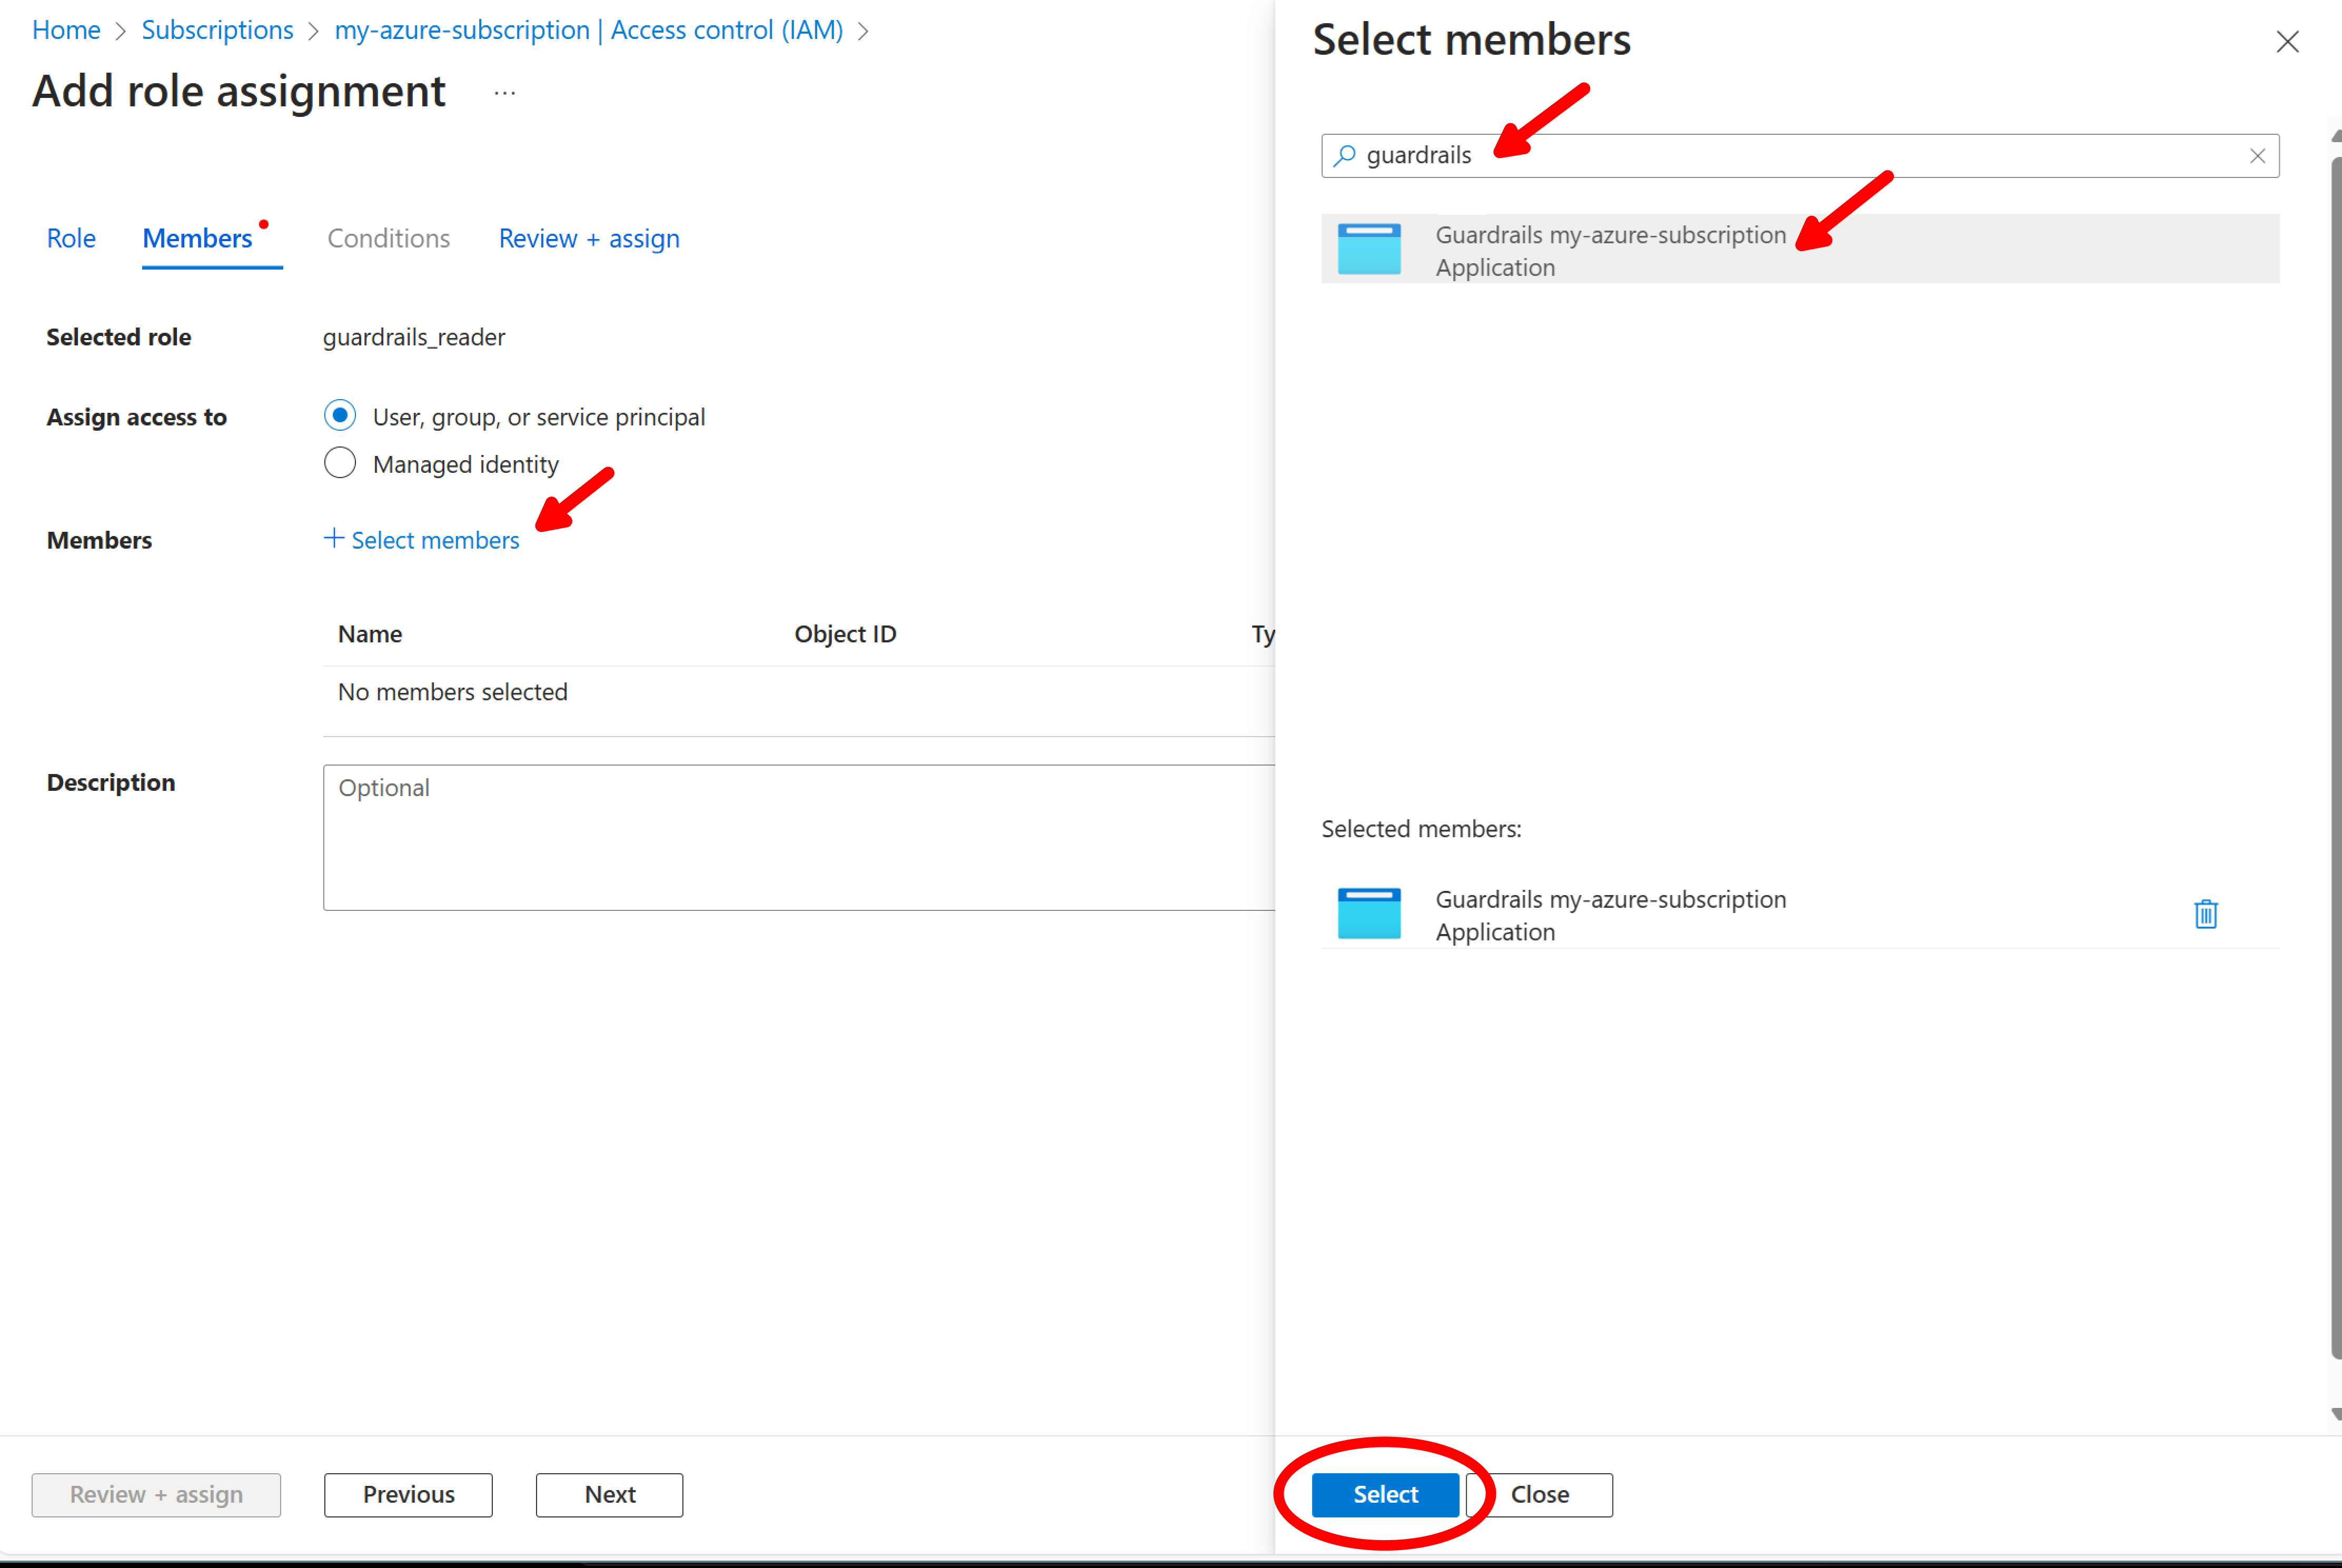 Home > Subscriptions > my-azure-subscription | Access control (IAM) >
Add role assignment ...
Role Members Conditions Review + assign
Selected role guardrails_reader
Assign access to User, group, or service principal
Managed identity
Members + Select members
Name Object ID Ty
No members selected
Description Optional
Review + assign Previous Next
Select members
guardrails
Guardrails my-azure-subscription
Application
Selected members:
Guardrails my-azure-subscription
Application
Select Close